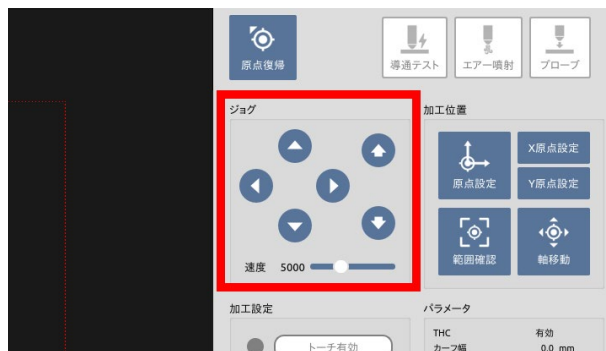 原点復帰
導通テスト
エアー噴射
プローブ
ジョグ
速度 5000
加工位置
原点設定
X原点設定
Y原点設定
範囲確認
軸移動
加工設定
トーチ有効
パラメータ
THC 有効
カーフ幅 0.0 mm